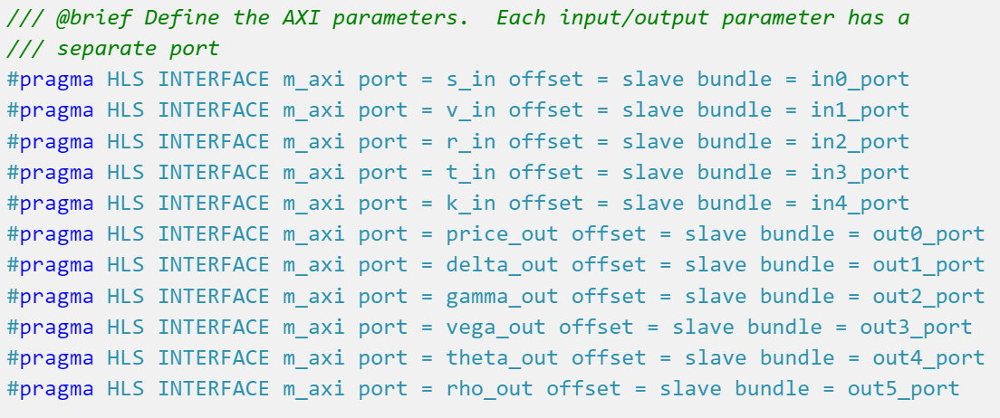 /// @brief Define the AXI parameters.  Each input/output parameter has a
/// separate port
#pragma HLS INTERFACE m_axi port = s_in offset = slave bundle = in0_port
#pragma HLS INTERFACE m_axi port = v_in offset = slave bundle = in1_port
#pragma HLS INTERFACE m_axi port = r_in offset = slave bundle = in2_port
#pragma HLS INTERFACE m_axi port = t_in offset = slave bundle = in3_port
#pragma HLS INTERFACE m_axi port = k_in offset = slave bundle = in4_port
#pragma HLS INTERFACE m_axi port = price_out offset = slave bundle = out0_port
#pragma HLS INTERFACE m_axi port = delta_out offset = slave bundle = out1_port
#pragma HLS INTERFACE m_axi port = gamma_out offset = slave bundle = out2_port
#pragma HLS INTERFACE m_axi port = vega_out offset = slave bundle = out3_port
#pragma HLS INTERFACE m_axi port = theta_out offset = slave bundle = out4_port
#pragma HLS INTERFACE m_axi port = rho_out offset = slave bundle = out5_port